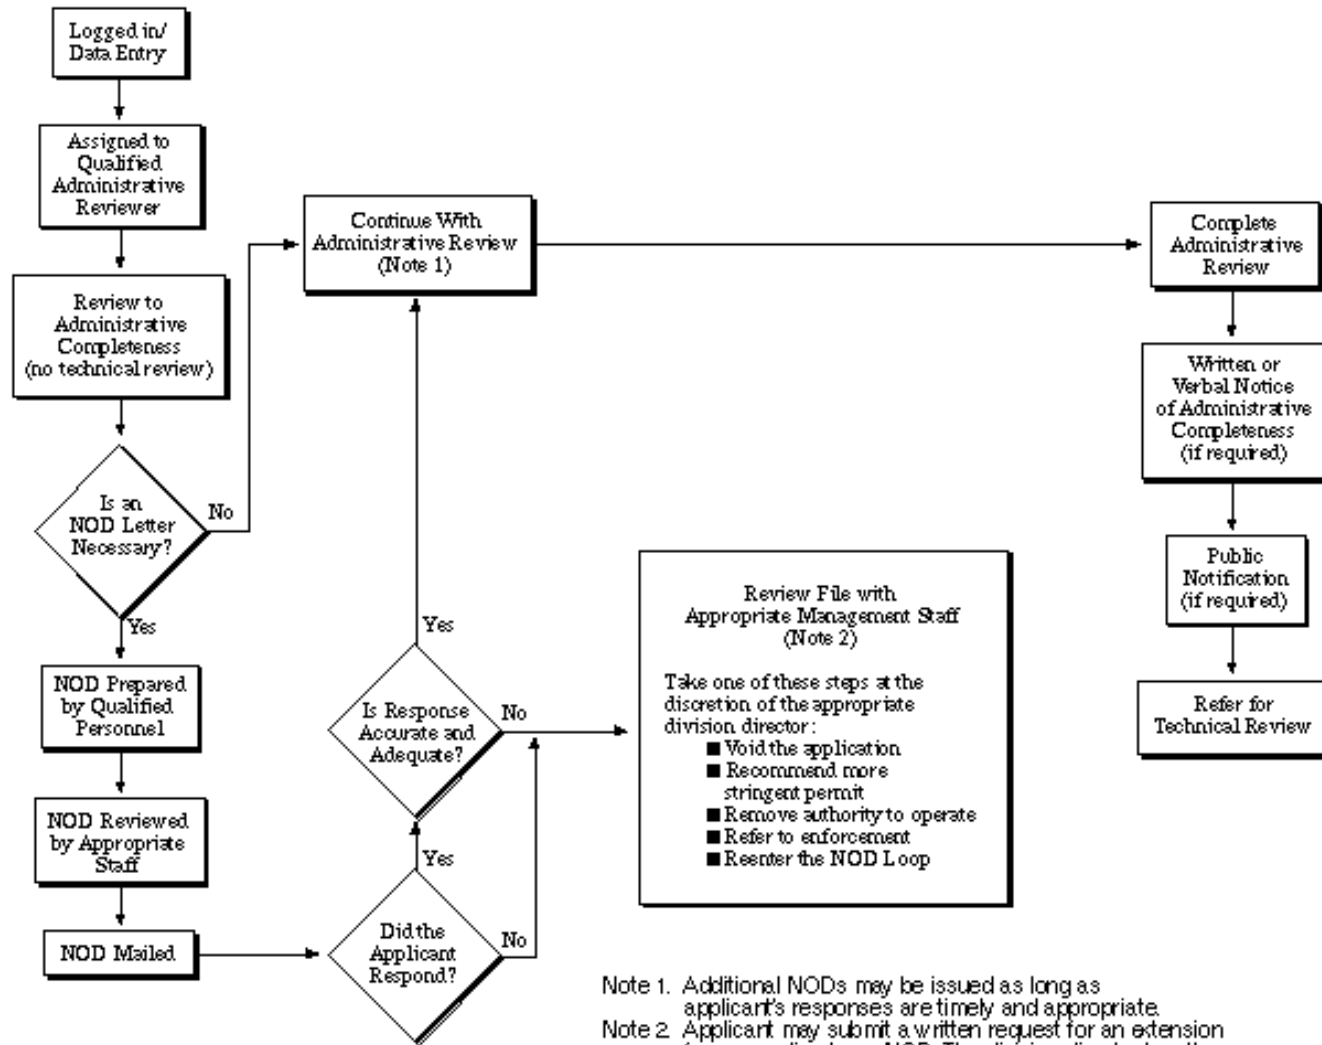 Logged in/
Data Entry
Assigned to
Qualified
Administrative
Reviewer
Review to
Administrative
Completeness
(no technical review)
Is an
NOD Letter
Necessary?
No
Yes
NOD Prepared
by Qualified
Personnel
NOD Reviewed
by Appropriate
Staff
NOD Mailed
Did the
Applicant
Respond?
No
Yes
Is Response
Accurate and
Adequate?
No
Yes
Continue With
Administrative Review
(Note 1)
Review File with
Appropriate Management Staff
(Note 2)
Take one of these steps at the
discretion of the appropriate
division director:
■ Void the application
■ Recommend more
stringent permit
■ Remove authority to operate
■ Refer to enforcement
■ Reenter the NOD Loop
Complete
Administrative
Review
Written or
Verbal Notice
of Administrative
Completeness
(if required)
Public
Notification
(if required)
Refer for
Technical Review
Note 1. Additional NODs may be issued as long as
applicant's responses are timely and appropriate.
Note 2. Applicant may submit a written request for an extension